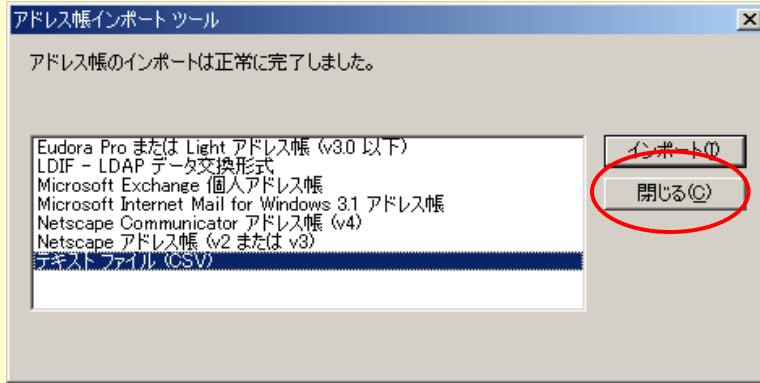 アドレス帳インポート ツール
アドレス帳のインポートは正常に完了しました。
Eudora Pro または Light アドレス帳 (v3.0 以下)
LDIF - LDAP データ交換形式
Microsoft Exchange 個人アドレス帳
Microsoft Internet Mail for Windows 3.1 アドレス帳
Netscape Communicator アドレス帳 (v4)
Netscape アドレス帳 (v2 または v3)
テキスト ファイル (CSV)
インポート(I)
閉じる(C)